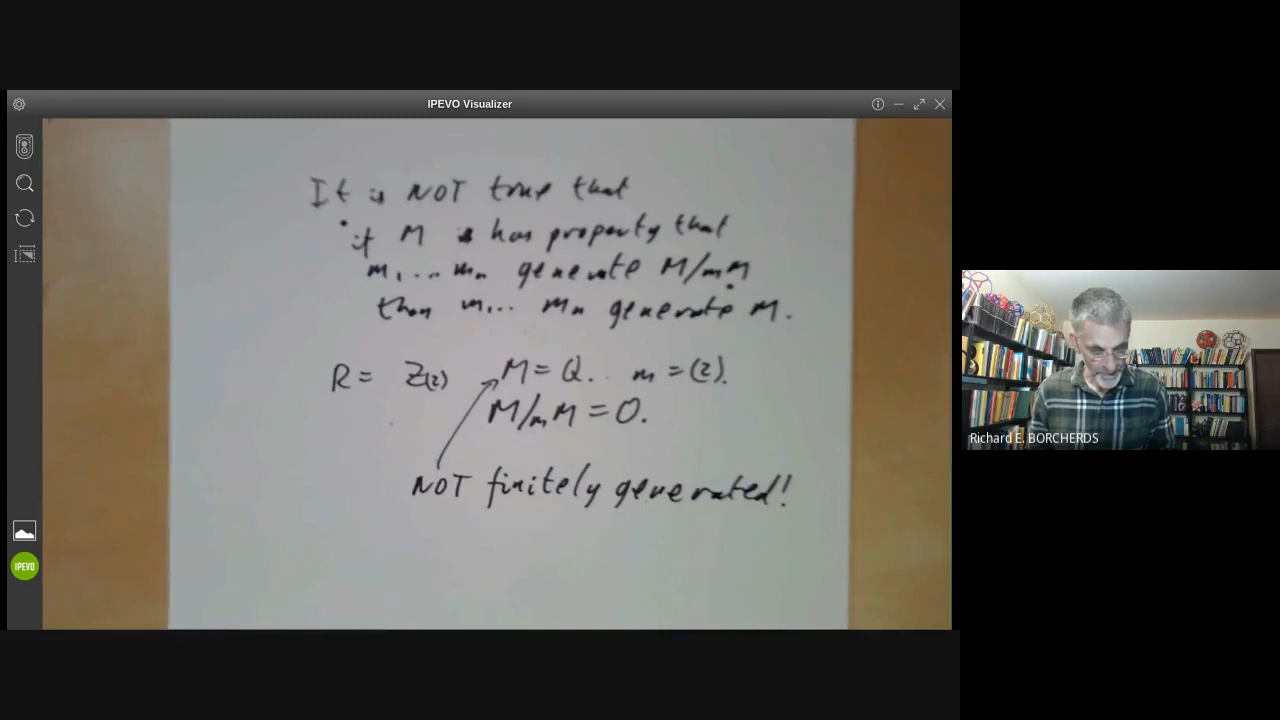 IPEVO Visualizer
It is NOT true that
if M has property that
m1... mn generate M/mM
then m1... mn generate M.
R = Z(2) M = Q. m = (2).
M/mM = 0.
NOT finitely generated!
IPEVO
Richard E. BORCHERDS